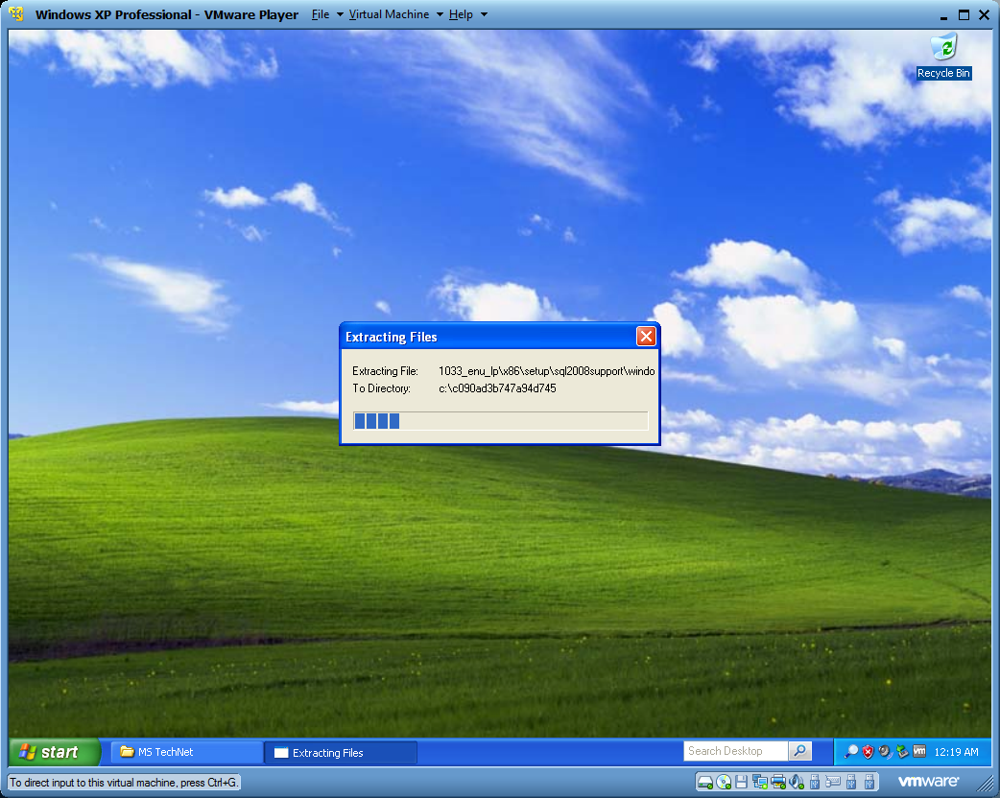 Windows XP Professional - VMware Player File Virtual Machine Help
Recycle Bin
Extracting Files
Extracting File: 1033_enu_lp\x86\setup\sql2008support\windo
To Directory: c:\c090ad3b747a94d745
start MS TechNet Extracting Files Search Desktop vm 12:19 AM
To direct input to this virtual machine, press Ctrl+G. vmware